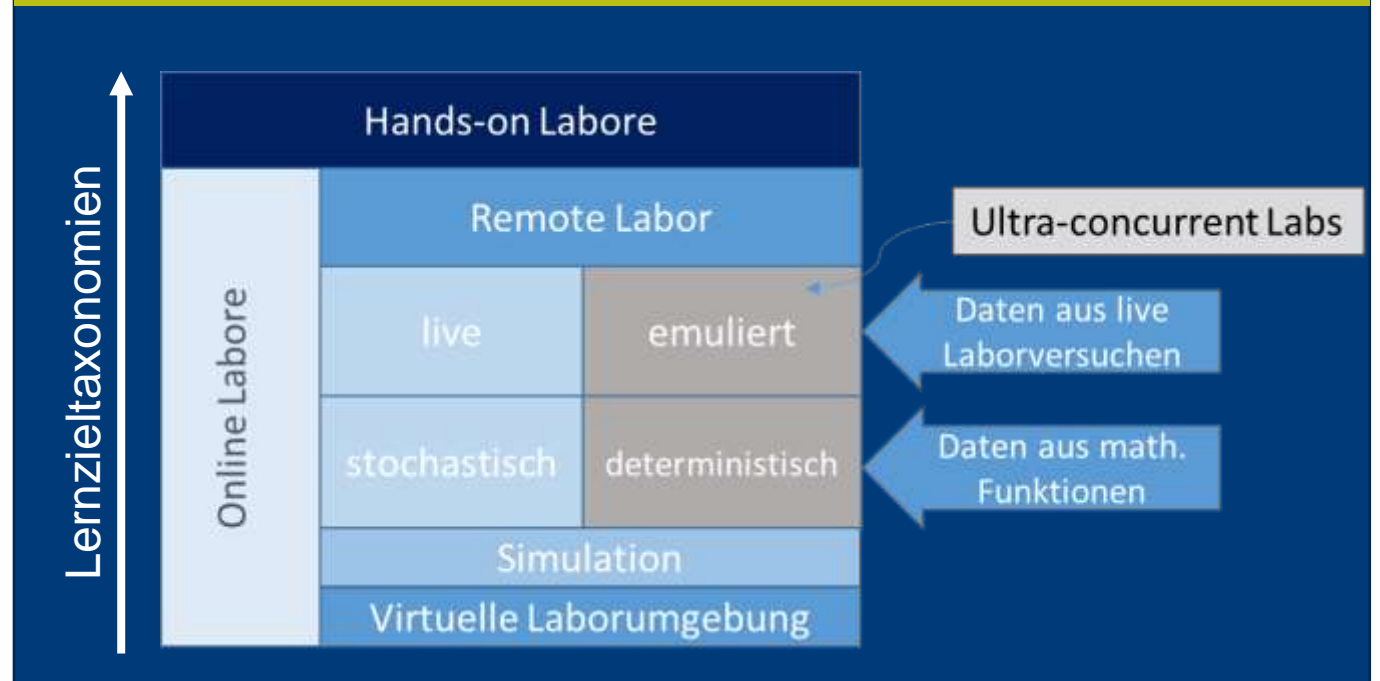 Lernzieltaxonomien
Hands-on Labore
Online Labore
Remote Labor
Ultra-concurrent Labs
live
emuliert
Daten aus live
Laborversuchen
stochastisch
deterministisch
Daten aus math.
Funktionen
Simulation
Virtuelle Laborumgebung